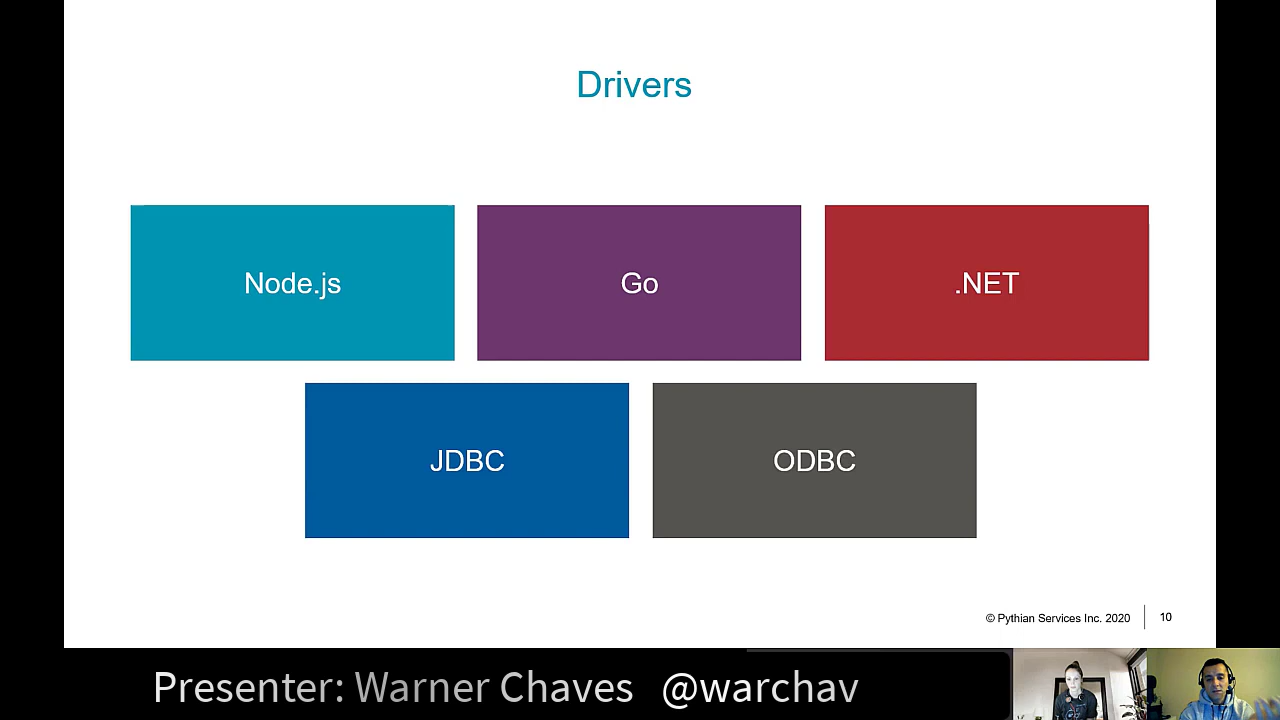 Drivers
Node.js
Go
.NET
JDBC
ODBC
© Pythian Services Inc. 2020
10
Presenter: Warner Chaves @warchav